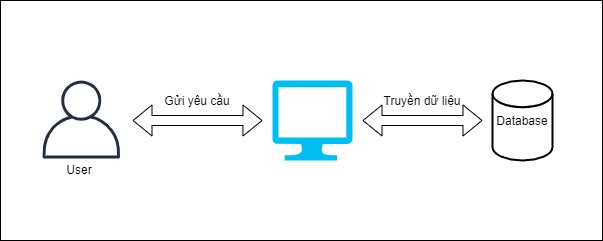 Gửi yêu cầu
Truyền dữ liệu
Database
User